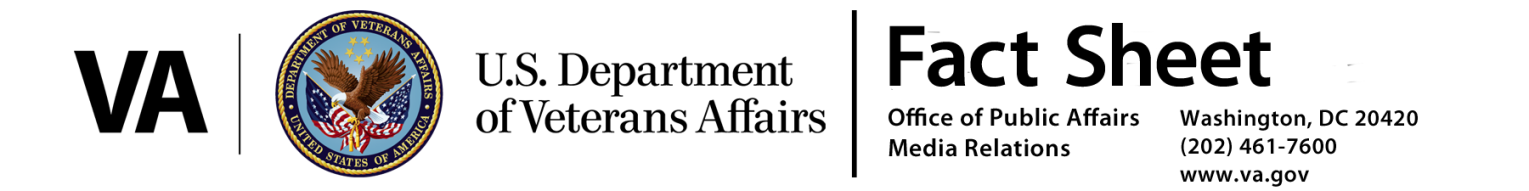 VA
DEPARTMENT OF VETERANS AFFAIRS
UNITED STATES OF AMERICA
U.S. Department
of Veterans Affairs
Fact Sheet
Office of Public Affairs
Media Relations
Washington, DC 20420
(202) 461-7600
www.va.gov